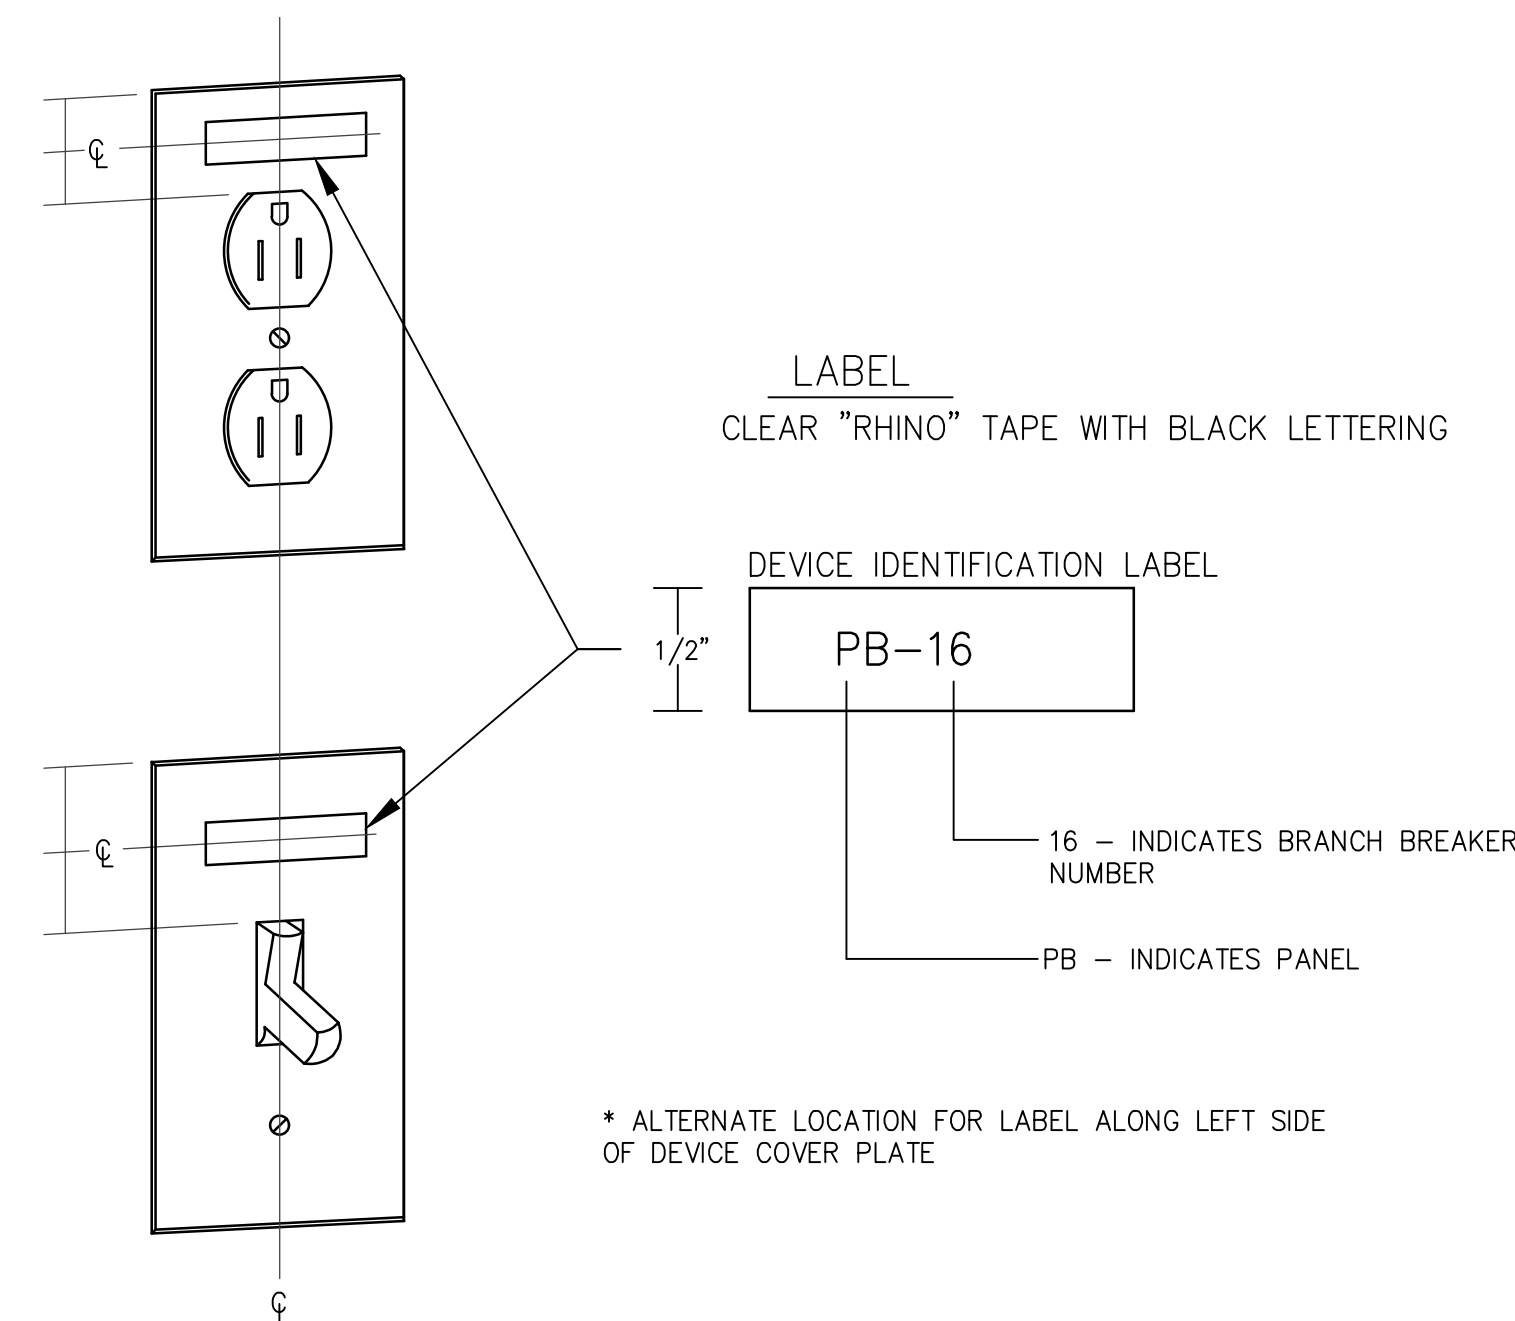 ℄
LABEL
CLEAR "RHINO" TAPE WITH BLACK LETTERING
DEVICE IDENTIFICATION LABEL
1/2"
PB-16
℄
16 - INDICATES BRANCH BREAKER
NUMBER
PB - INDICATES PANEL
* ALTERNATE LOCATION FOR LABEL ALONG LEFT SIDE
OF DEVICE COVER PLATE
℄